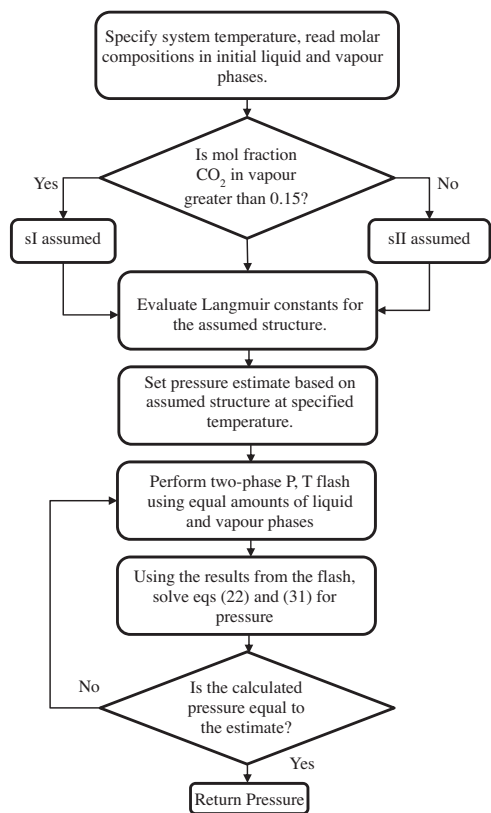 Specify system temperature, read molar
compositions in initial liquid and vapour
phases.
Is mol fraction
CO2 in vapour
greater than 0.15?
Yes
No
sI assumed
sII assumed
Evaluate Langmuir constants for
the assumed structure.
Set pressure estimate based on
assumed structure at specified
temperature.
Perform two-phase P, T flash
using equal amounts of liquid
and vapour phases
Using the results from the flash,
solve eqs (22) and (31) for
pressure
No
Is the calculated
pressure equal to
the estimate?
Yes
Return Pressure